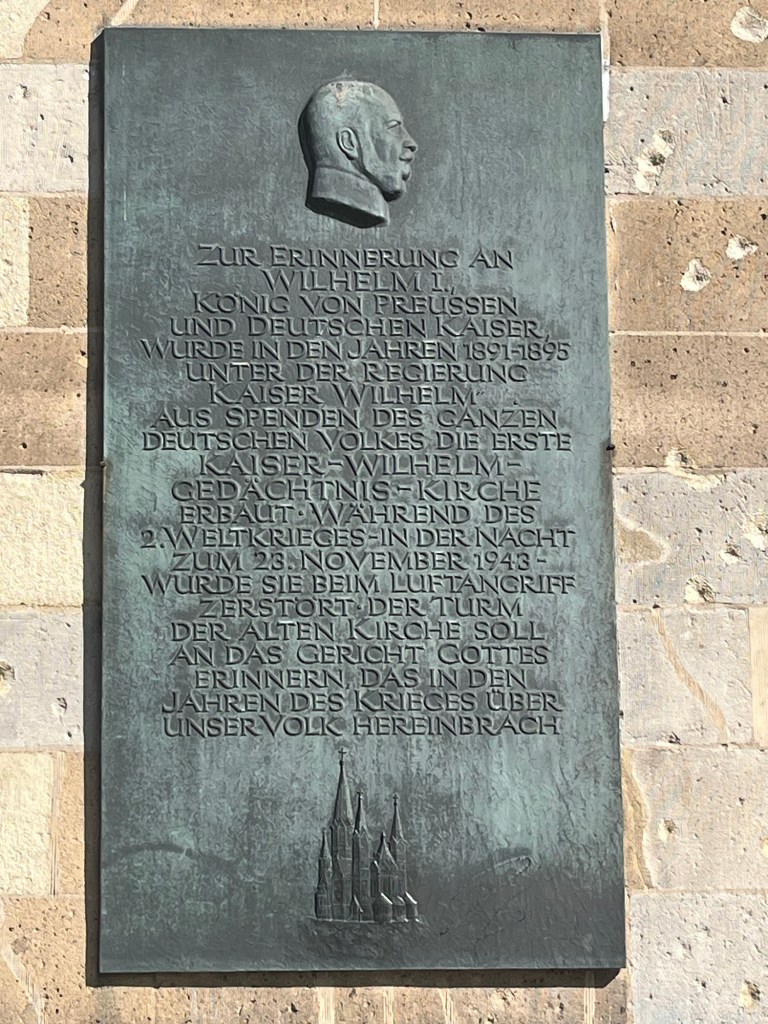 ZUR ERINNERUNG AN
WILHELM I.,
KÖNIG VON PREUSSEN
UND DEUTSCHEN KAISER,
WURDE IN DEN JAHREN 1891-1895
UNTER DER REGIERUNG
KAISER WILHELM II
AUS SPENDEN DES GANZEN
DEUTSCHEN VOLKES DIE ERSTE
KAISER-WILHELM-
GEDÄCHTNIS-KIRCHE
ERBAUT · WÄHREND DES
2. WELTKRIEGES-IN DER NACHT
ZUM 23. NOVEMBER 1943-
WURDE SIE BEIM LUFTANGRIFF
ZERSTÖRT · DER TURM
DER ALTEN KIRCHE SOLL
AN DAS GERICHT GOTTES
ERINNERN, DAS IN DEN
JAHREN DES KRIEGES ÜBER
UNSER VOLK HEREINBRACH